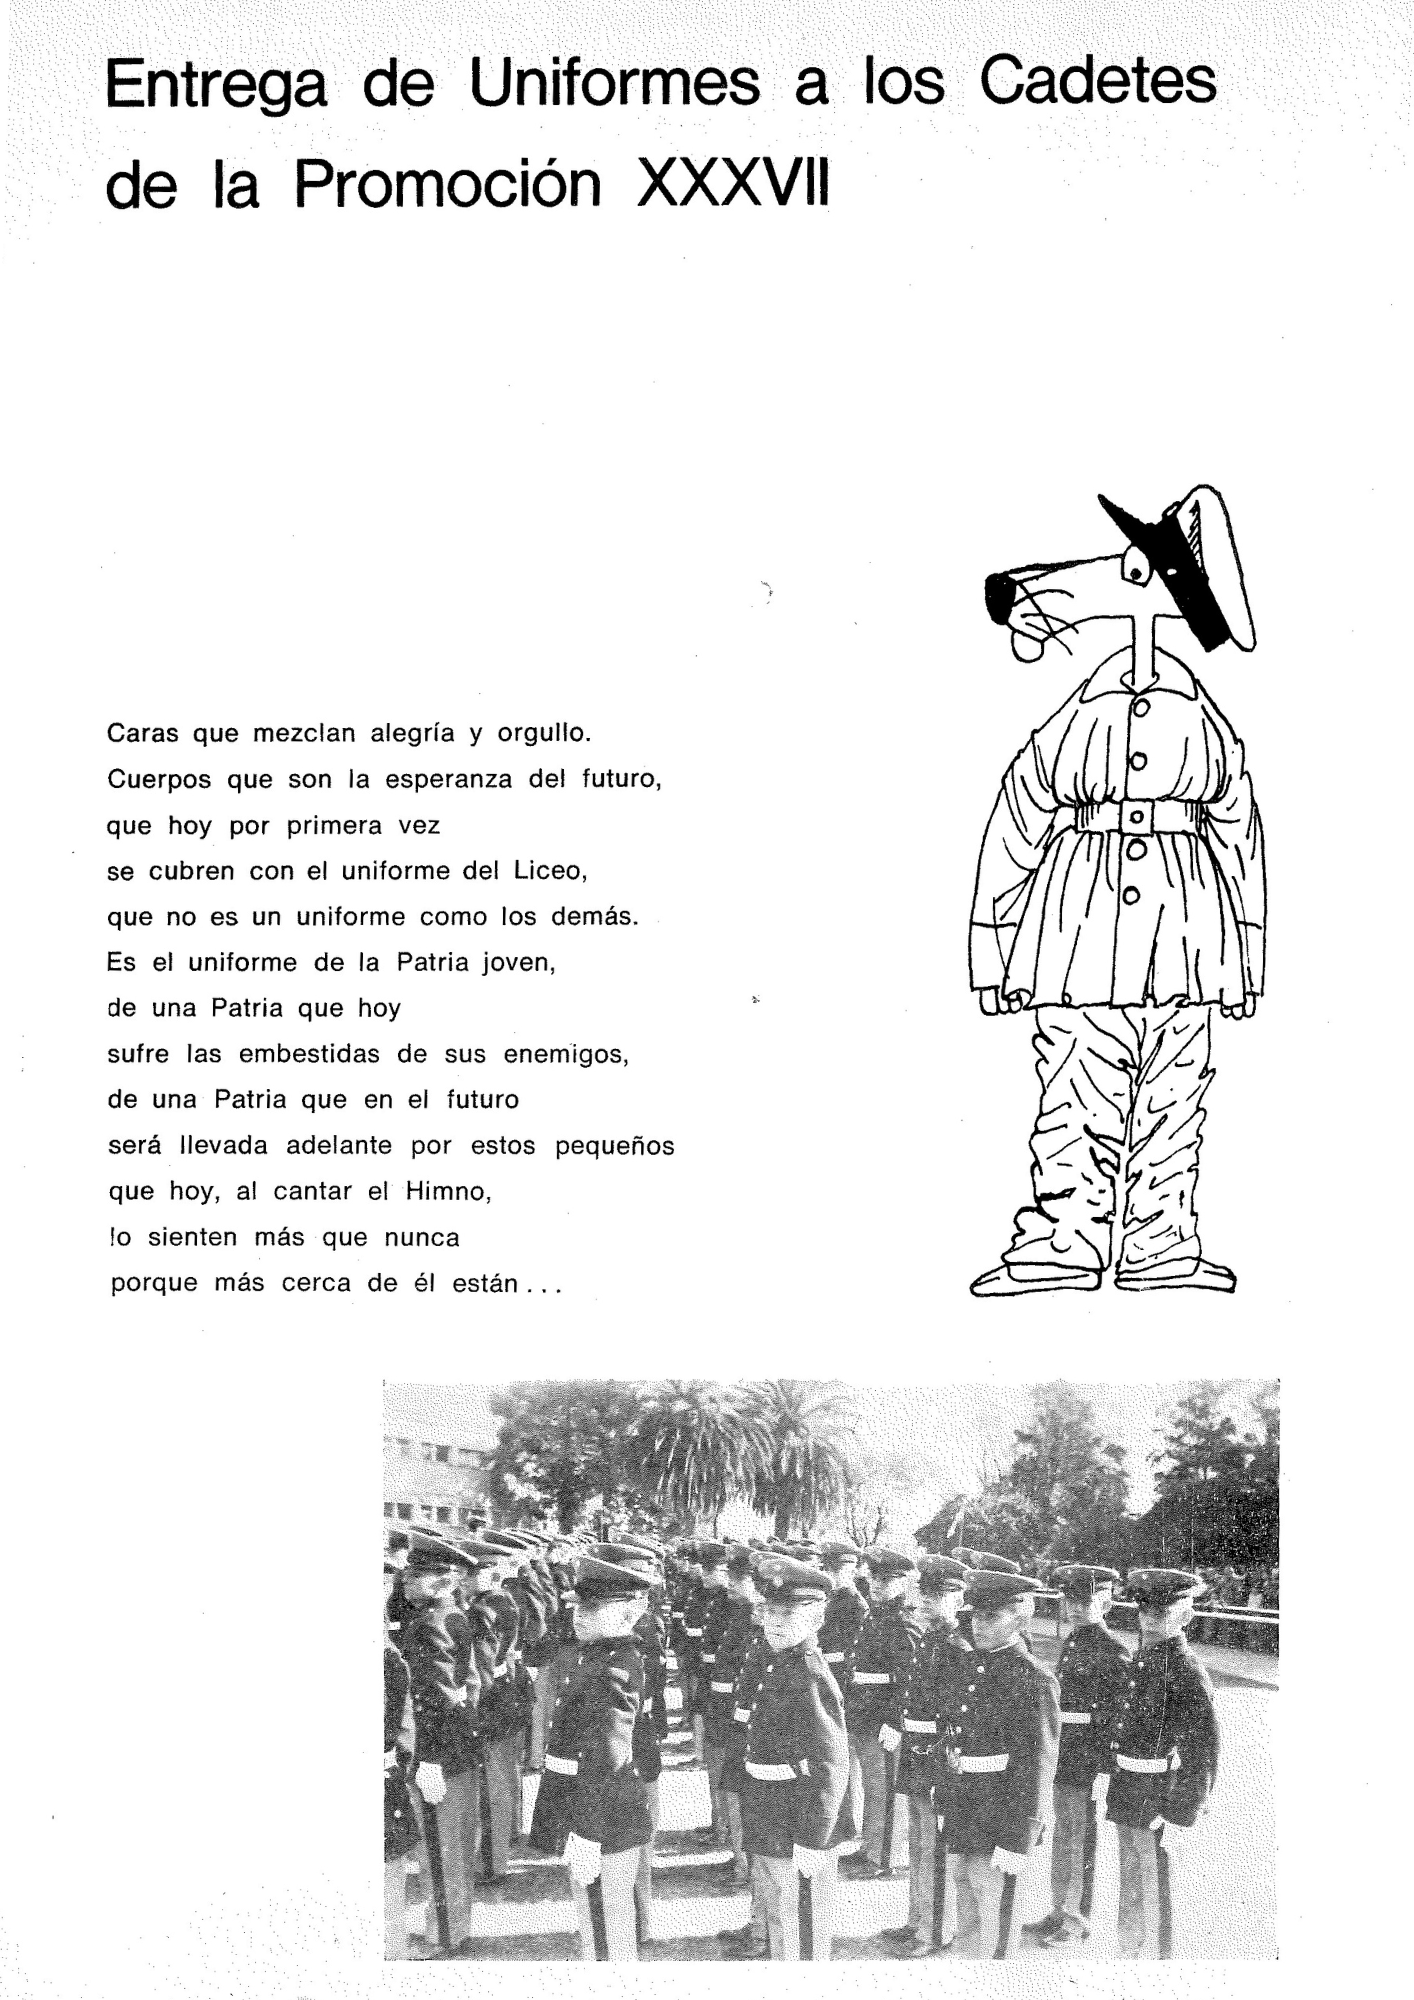 Entrega de Uniformes a los Cadetes
de la Promoción XXXVII
Caras que mezclan alegría y orgullo.
Cuerpos que son la esperanza del futuro,
que hoy por primera vez
se cubren con el uniforme del Liceo,
que no es un uniforme como los demás.
Es el uniforme de la Patria joven,
de una Patria que hoy
sufre las embestidas de sus enemigos,
de una Patria que en el futuro
será llevada adelante por estos pequeños
que hoy, al cantar el Himno,
lo sienten más que nunca
porque más cerca de él están...